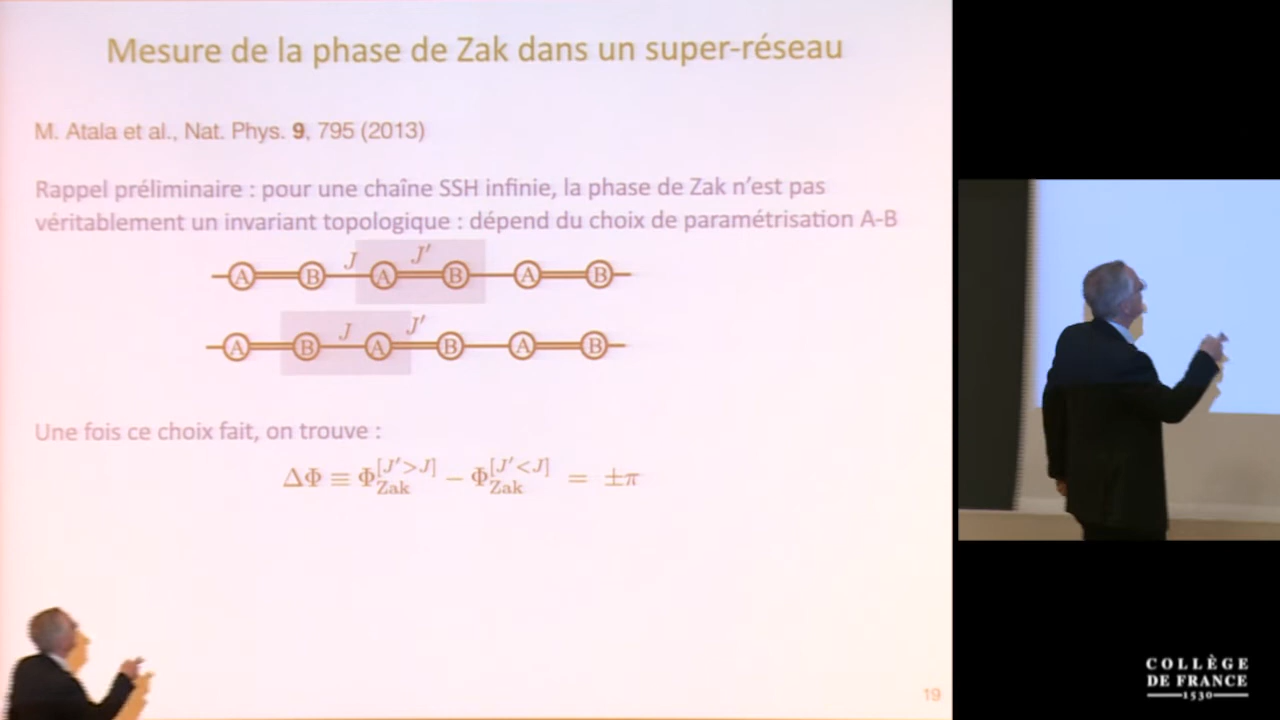 Mesure de la phase de Zak dans un super-réseau
M. Atala et al., Nat. Phys. 9, 795 (2013)
Rappel préliminaire : pour une chaîne SSH infinie, la phase de Zak n'est pas
véritablement un invariant topologique : dépend du choix de paramétrisation A-B
J J′
A B A B A B
J J′
A B A B A B
Une fois ce choix fait, on trouve :
ΔΦ ≡ Φ_Zak^[J′>J] − Φ_Zak^[J′<J] = ±π
19
COLLÈGE
DE FRANCE
1530